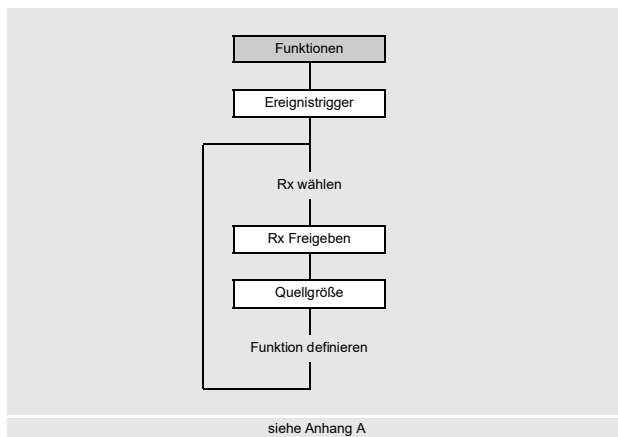 Funktionen
Ereignistrigger
Rx wählen
Rx Freigeben
Quellgröße
Funktion definieren
siehe Anhang A